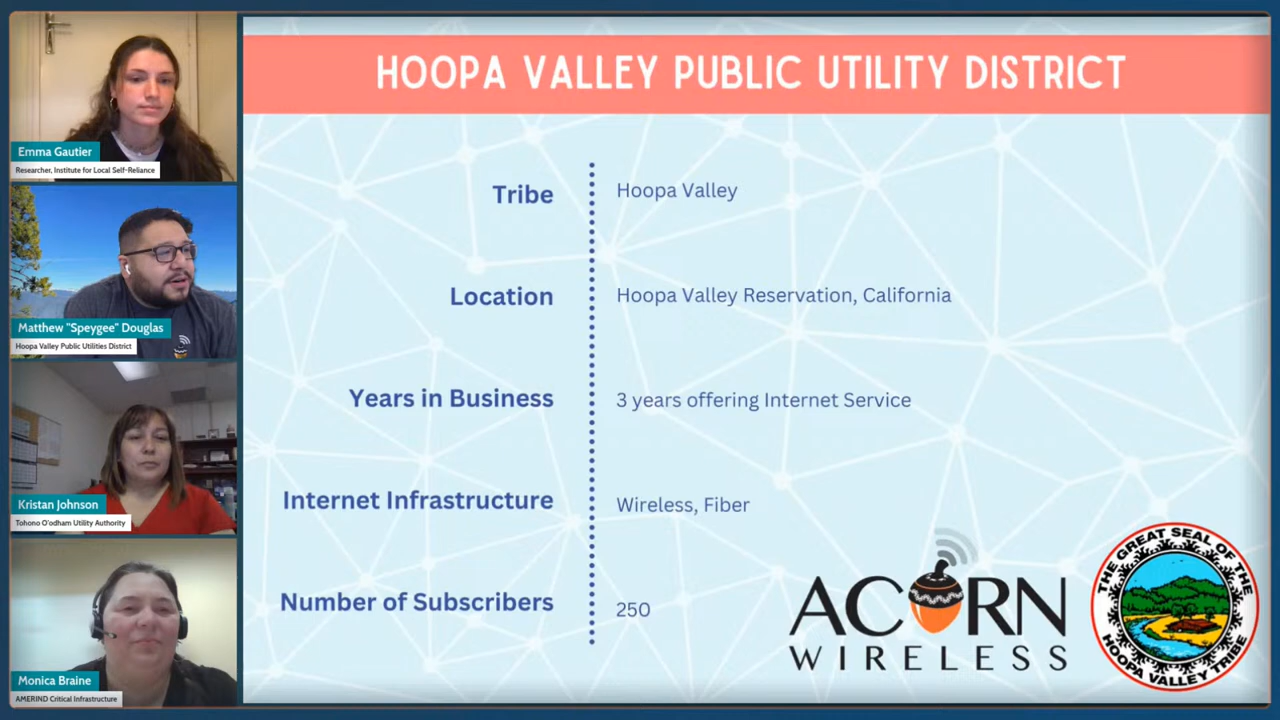 Emma Gautier
Researcher, Institute for Local Self-Reliance
Matthew "Speygee" Douglas
Hoopa Valley Public Utilities District
Kristan Johnson
Tohono O'odham Utility Authority
Monica Braine
AMERIND Critical Infrastructure
HOOPA VALLEY PUBLIC UTILITY DISTRICT
Tribe
Hoopa Valley
Location
Hoopa Valley Reservation, California
Years in Business
3 years offering Internet Service
Internet Infrastructure
Wireless, Fiber
Number of Subscribers
250
ACORN
WIRELESS
THE GREAT SEAL OF THE
HOOPA VALLEY TRIBE